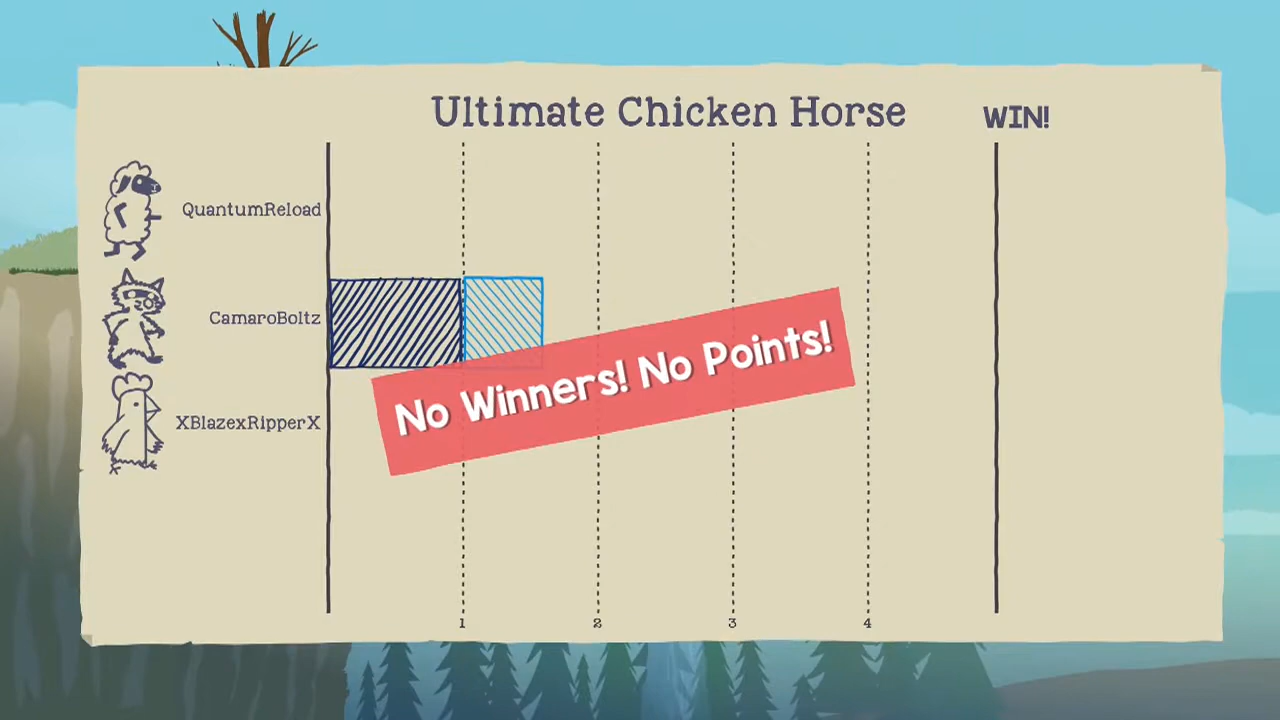 Ultimate Chicken Horse
WIN!
QuantumReload
CamaroBoltz
XBlazexRipperX
No Winners! No Points!
1 2 3 4